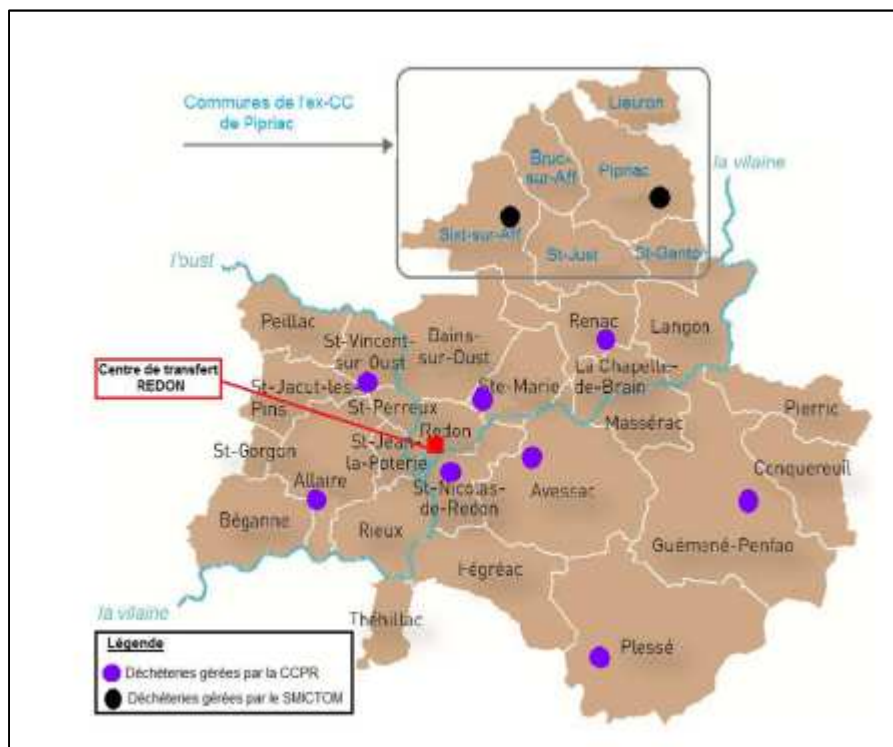 Communes de l'ex-CC
de Pipriac
Lieuron
Bruc-
sur-Aff
Pipriac
la vilaine
Sixt-sur-Aff
St-Just
St-Ganto
l'oust
Peillac
St-Vincent-
sur Oust
Bains-
sur-Oust
Renac
Langon
Centre de transfert
REDON
St-Jacut-les-
Pins
St-Perreux
Ste-Marie
La Chapelle-
de-Brain
Massérac
Pierric
St-Gorgon
St-Jean-
la-Poterie
Redon
Conquereuil
Allaire
St-Nicolas-
de-Redon
Avessac
Béganne
Rieux
Guémené-Penfao
Fégréac
la vilaine
Théhillac
Plessé
Légende
Déchèteries gérées par la CCPR
Déchèteries gérées par le SMICTOM